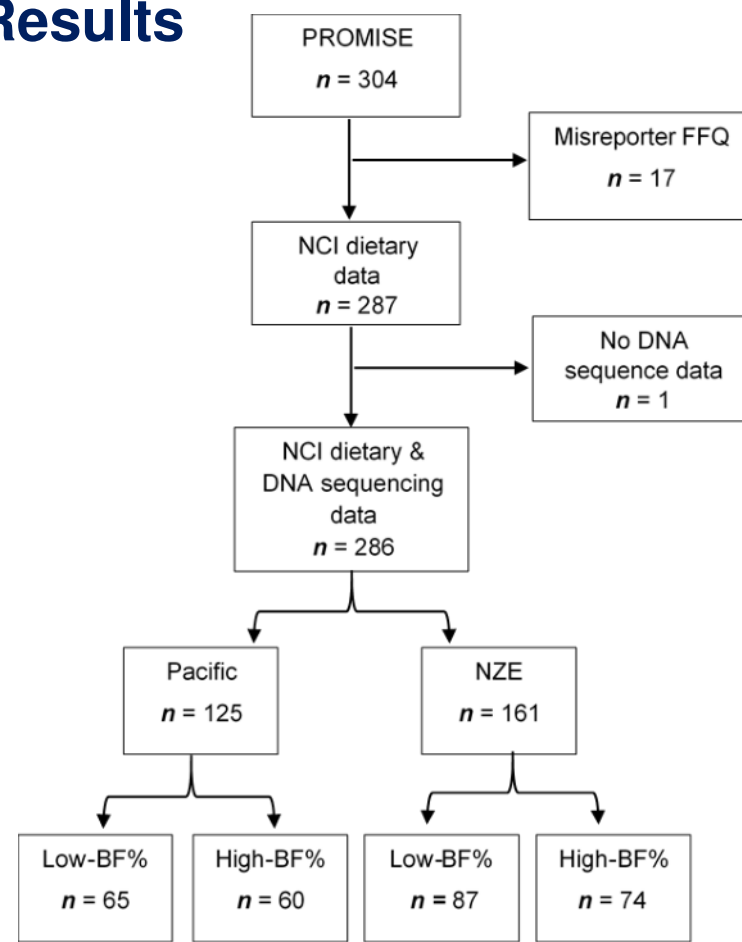 Results
PROMISE
n = 304
Misreporter FFQ
n = 17
NCI dietary
data
n = 287
No DNA
sequence data
n = 1
NCI dietary &
DNA sequencing
data
n = 286
Pacific
n = 125
NZE
n = 161
Low-BF%
n = 65
High-BF%
n = 60
Low-BF%
n = 87
High-BF%
n = 74